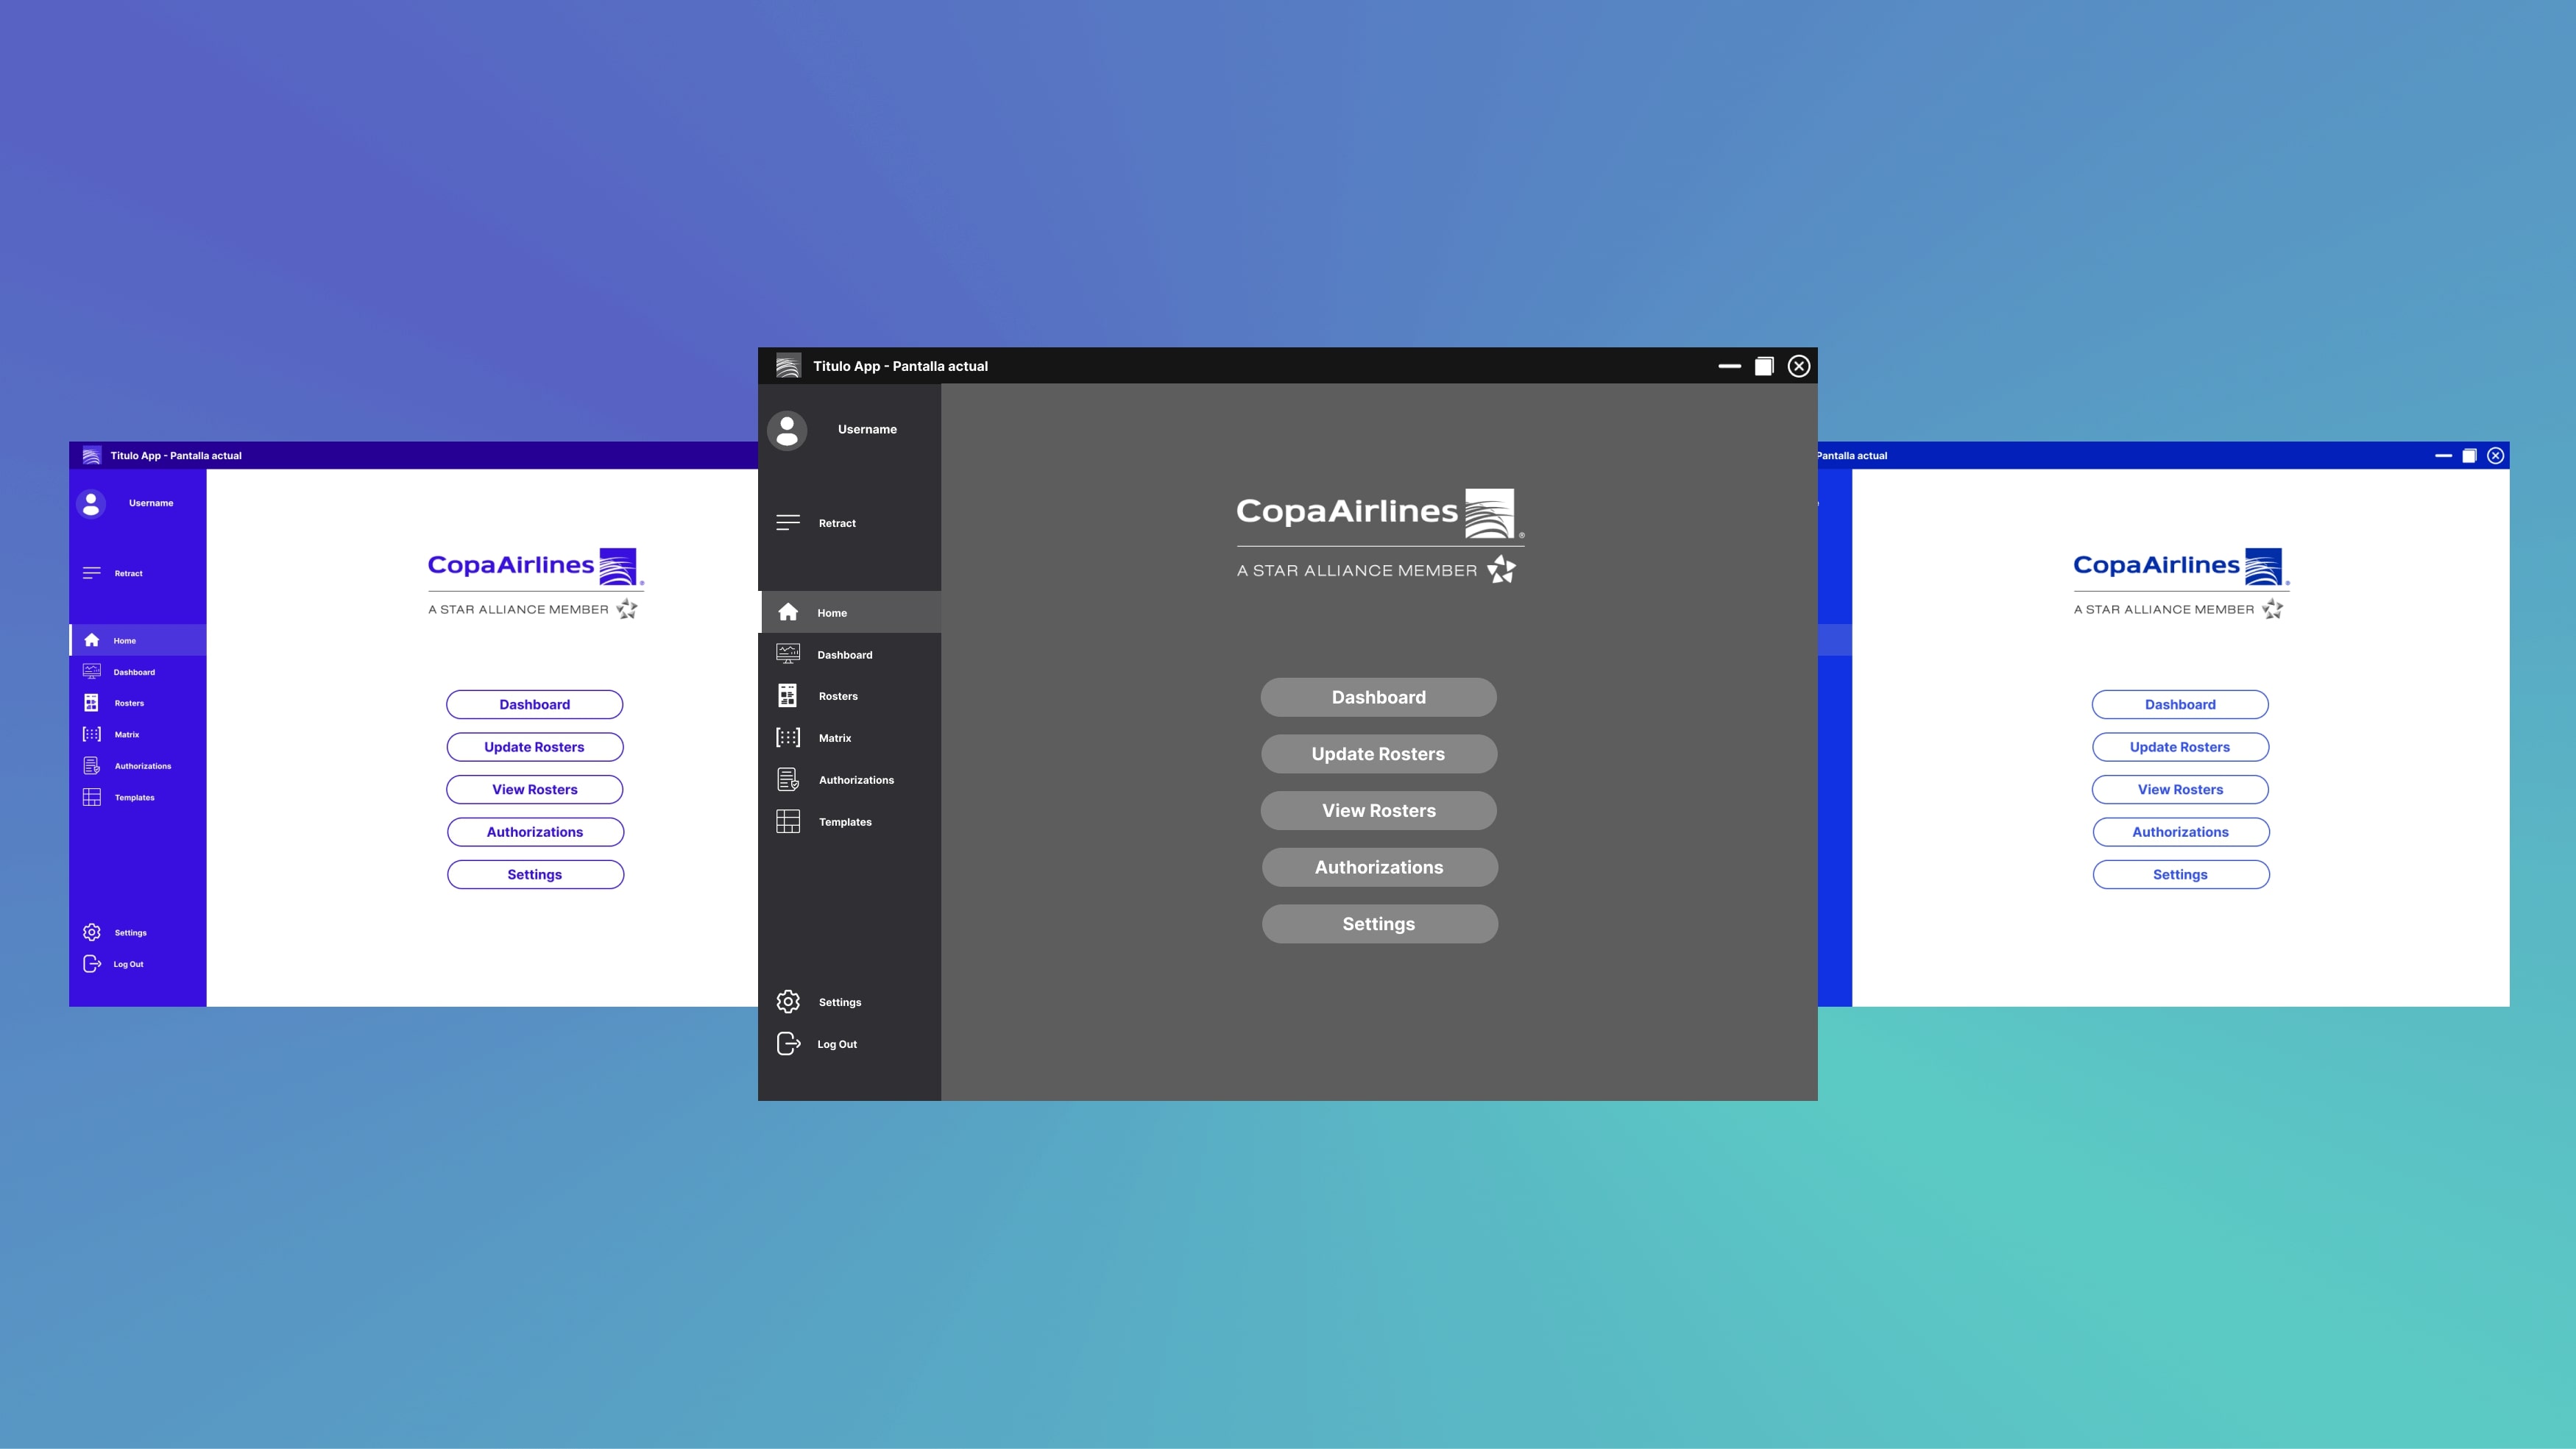 Titulo App - Pantalla actual
Username
Retract
Home
Dashboard
Rosters
Matrix
Authorizations
Templates
Settings
Log Out
CopaAirlines
®
A STAR ALLIANCE MEMBER
Dashboard
Update Rosters
View Rosters
Authorizations
Settings
Titulo App - Pantalla actual
Username
Retract
Home
Dashboard
Rosters
Matrix
Authorizations
Templates
Settings
Log Out
CopaAirlines
®
A STAR ALLIANCE MEMBER
Dashboard
Update Rosters
View Rosters
Authorizations
Settings
Pantalla actual
CopaAirlines
®
A STAR ALLIANCE MEMBER
Dashboard
Update Rosters
View Rosters
Authorizations
Settings